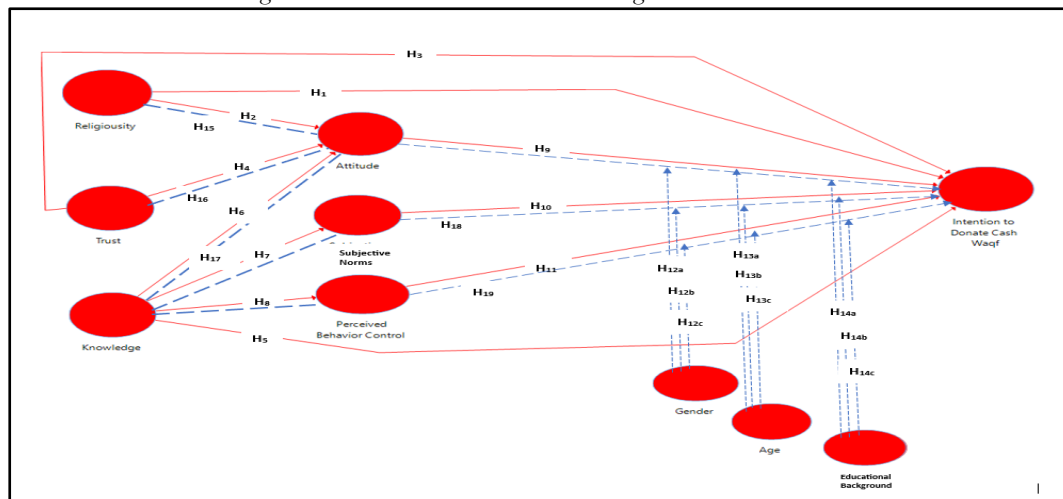 H3
H1
Religiousity
H2
H15
Attitude
H9
H4
H16
Trust
H6
H10
H18
Intention to
Donate Cash
Waqf
Subjective
Norms
H17
H7
H11
H13a
H12a
H13b
H8
H19
H12b
H13c
Perceived
Behavior Control
H14a
Knowledge
H5
H12c
H14b
H14c
Gender
Age
Educational
Background